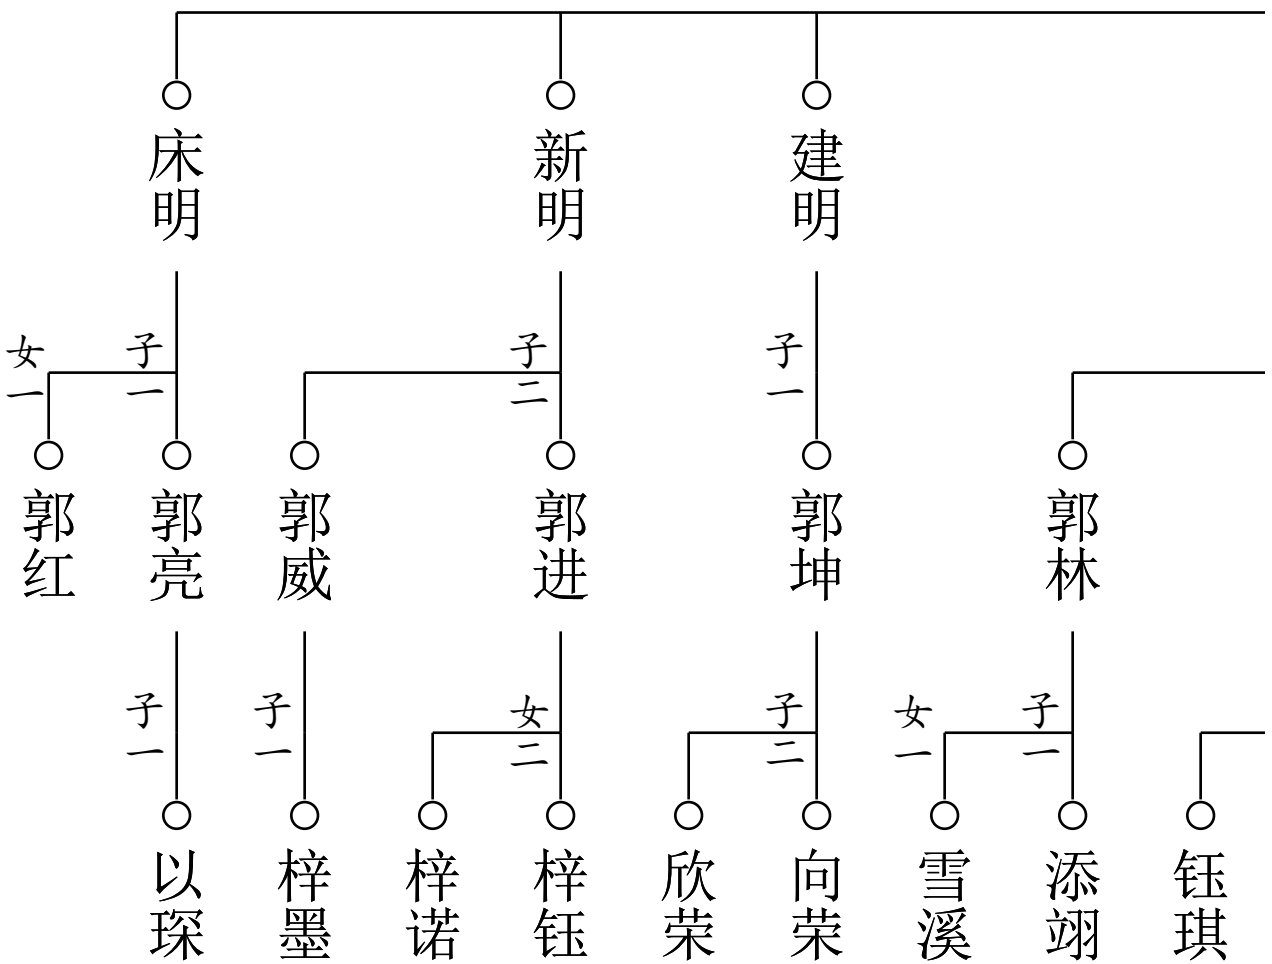 床明
新明
建明
女一
子一
子二
子一
郭红
郭亮
郭威
郭进
郭坤
郭林
子一
子一
女二
子二
女一
子一
以琛
梓墨
梓诺
梓钰
欣荣
向荣
雪溪
添翊
钰琪